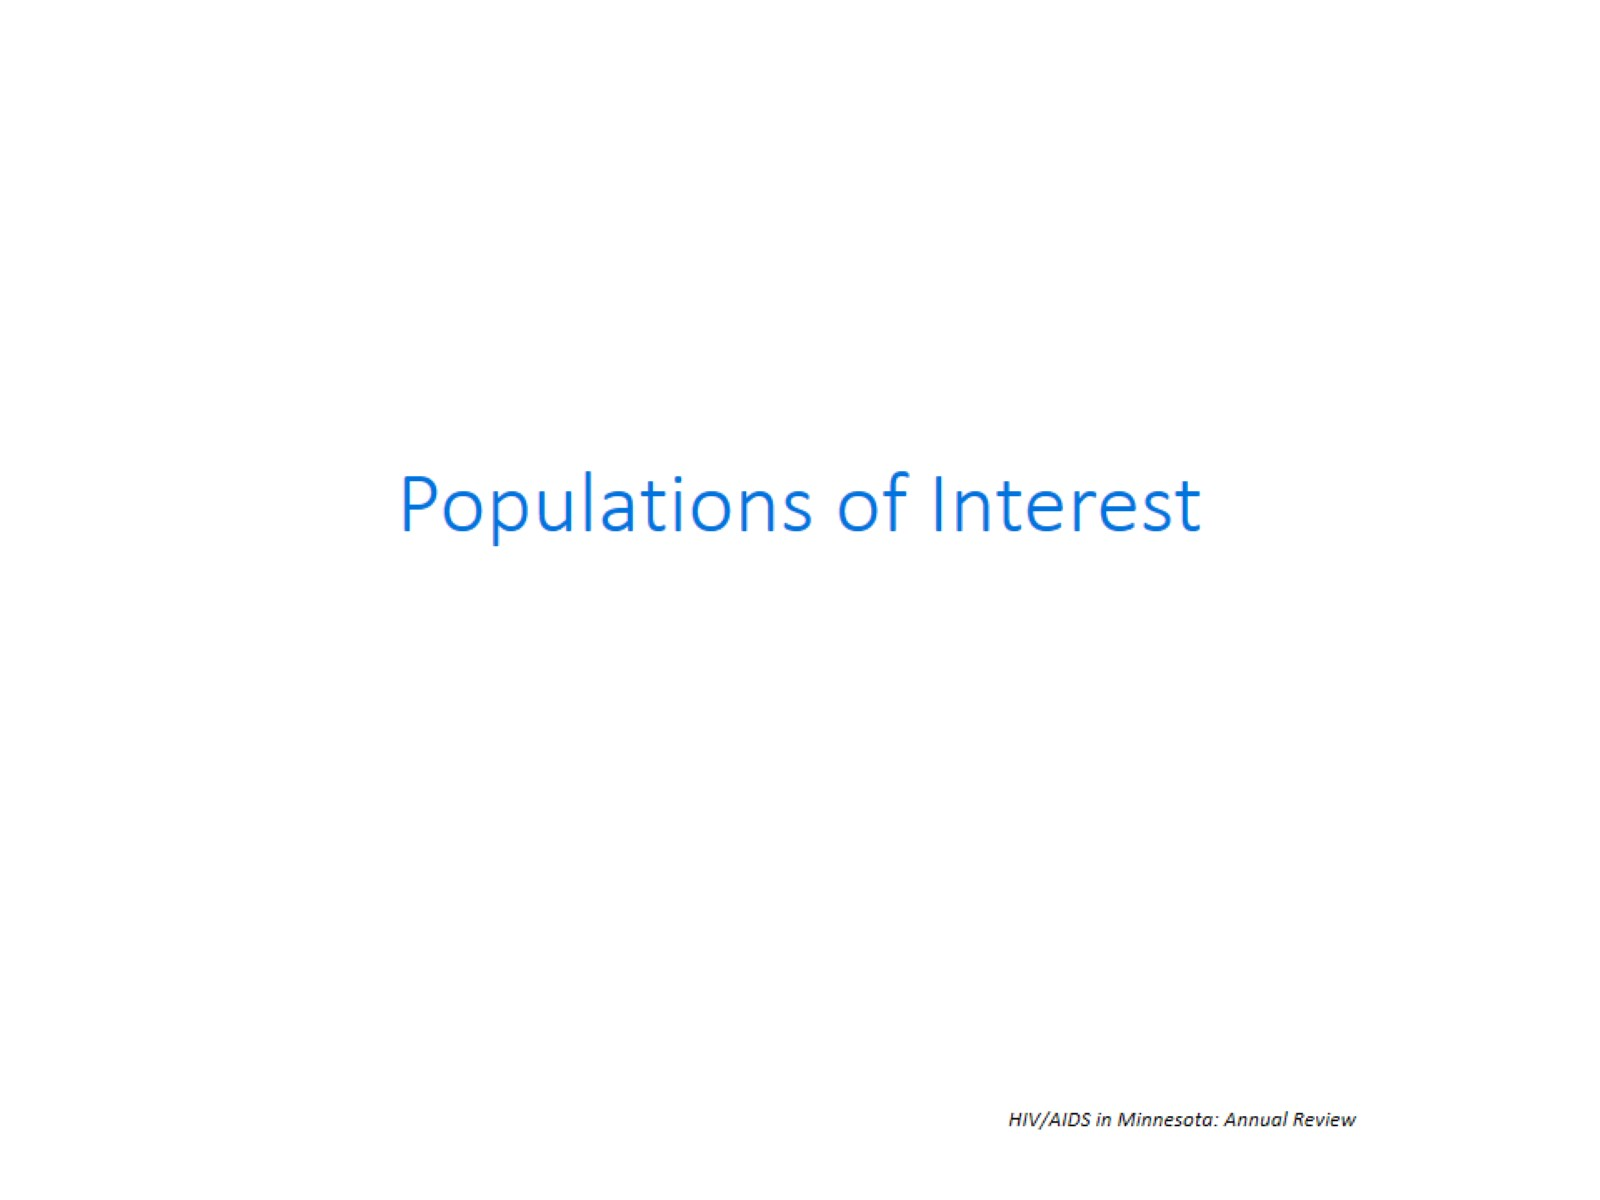 Populations of Interest
HIV/AIDS in Minnesota: Annual Review